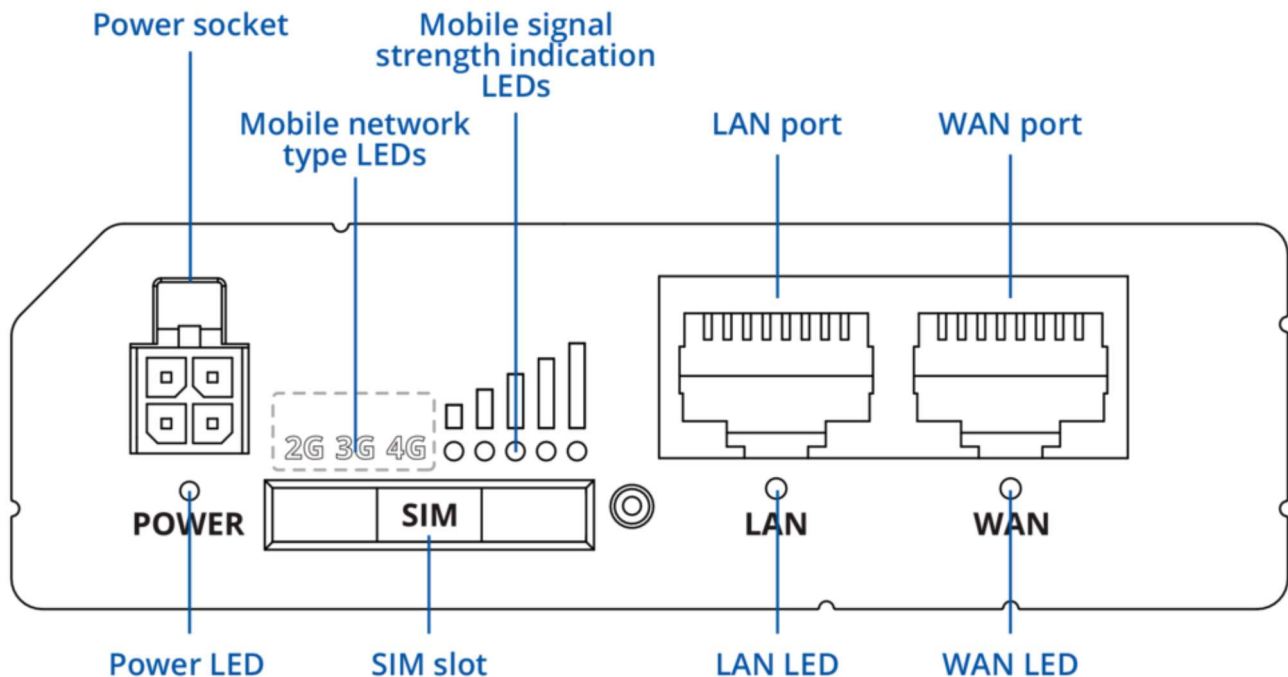 Power socket
Mobile signal
strength indication
LEDs
Mobile network
type LEDs
LAN port
WAN port
2G 3G 4G
POWER
SIM
LAN
WAN
Power LED
SIM slot
LAN LED
WAN LED